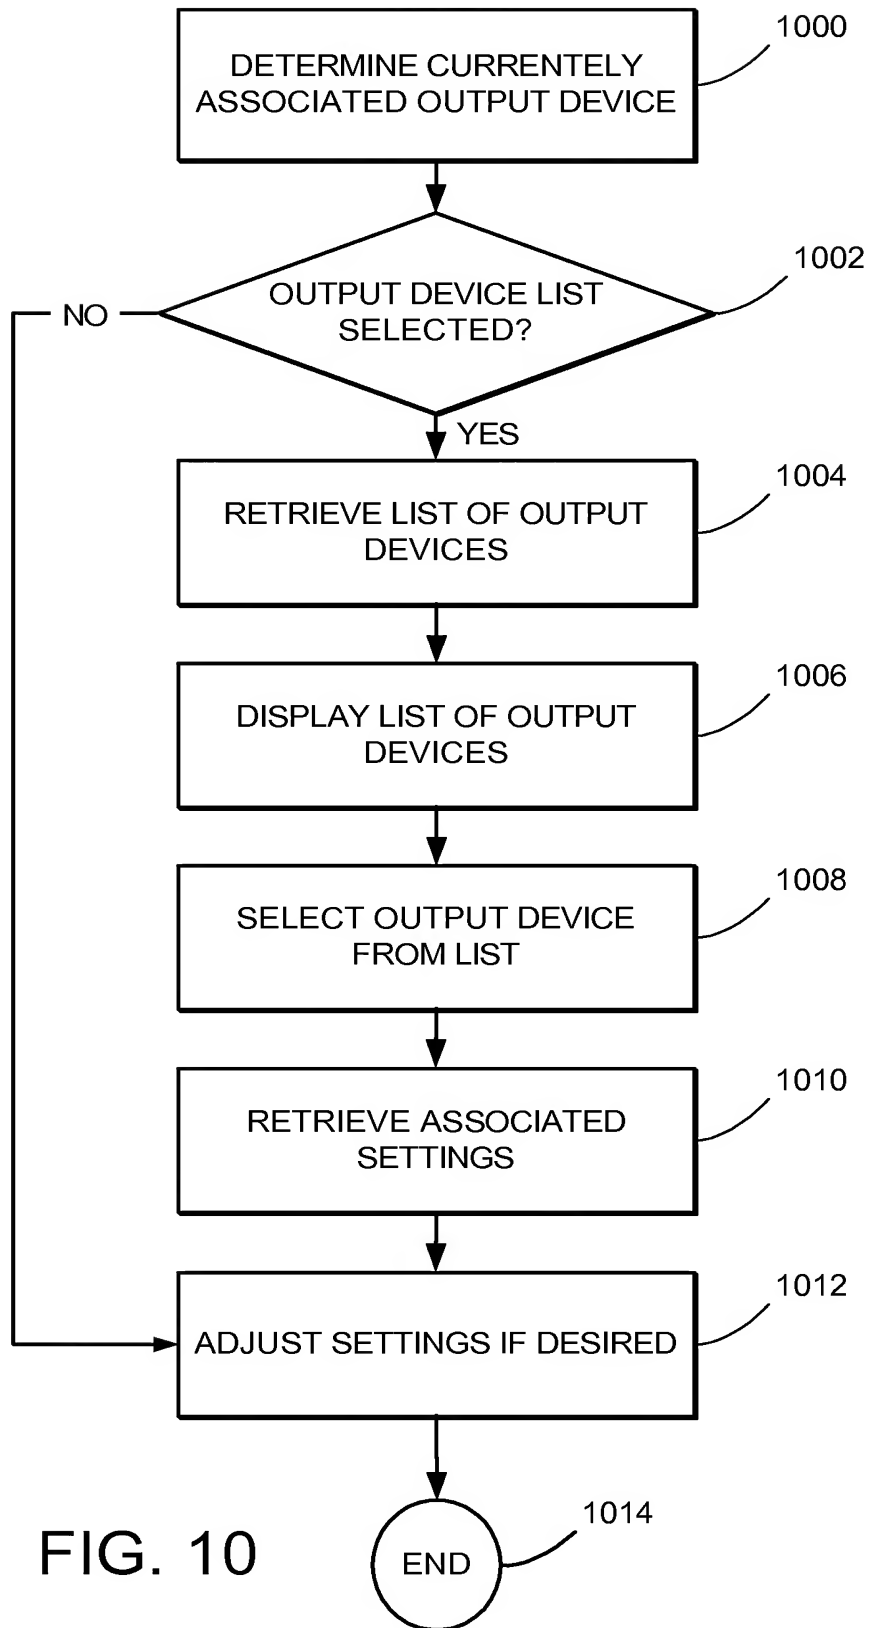 1000
DETERMINE CURRENTELY
ASSOCIATED OUTPUT DEVICE
1002
OUTPUT DEVICE LIST
SELECTED?
NO
YES
1004
RETRIEVE LIST OF OUTPUT
DEVICES
1006
DISPLAY LIST OF OUTPUT
DEVICES
1008
SELECT OUTPUT DEVICE
FROM LIST
1010
RETRIEVE ASSOCIATED
SETTINGS
1012
ADJUST SETTINGS IF DESIRED
1014
END
FIG. 10